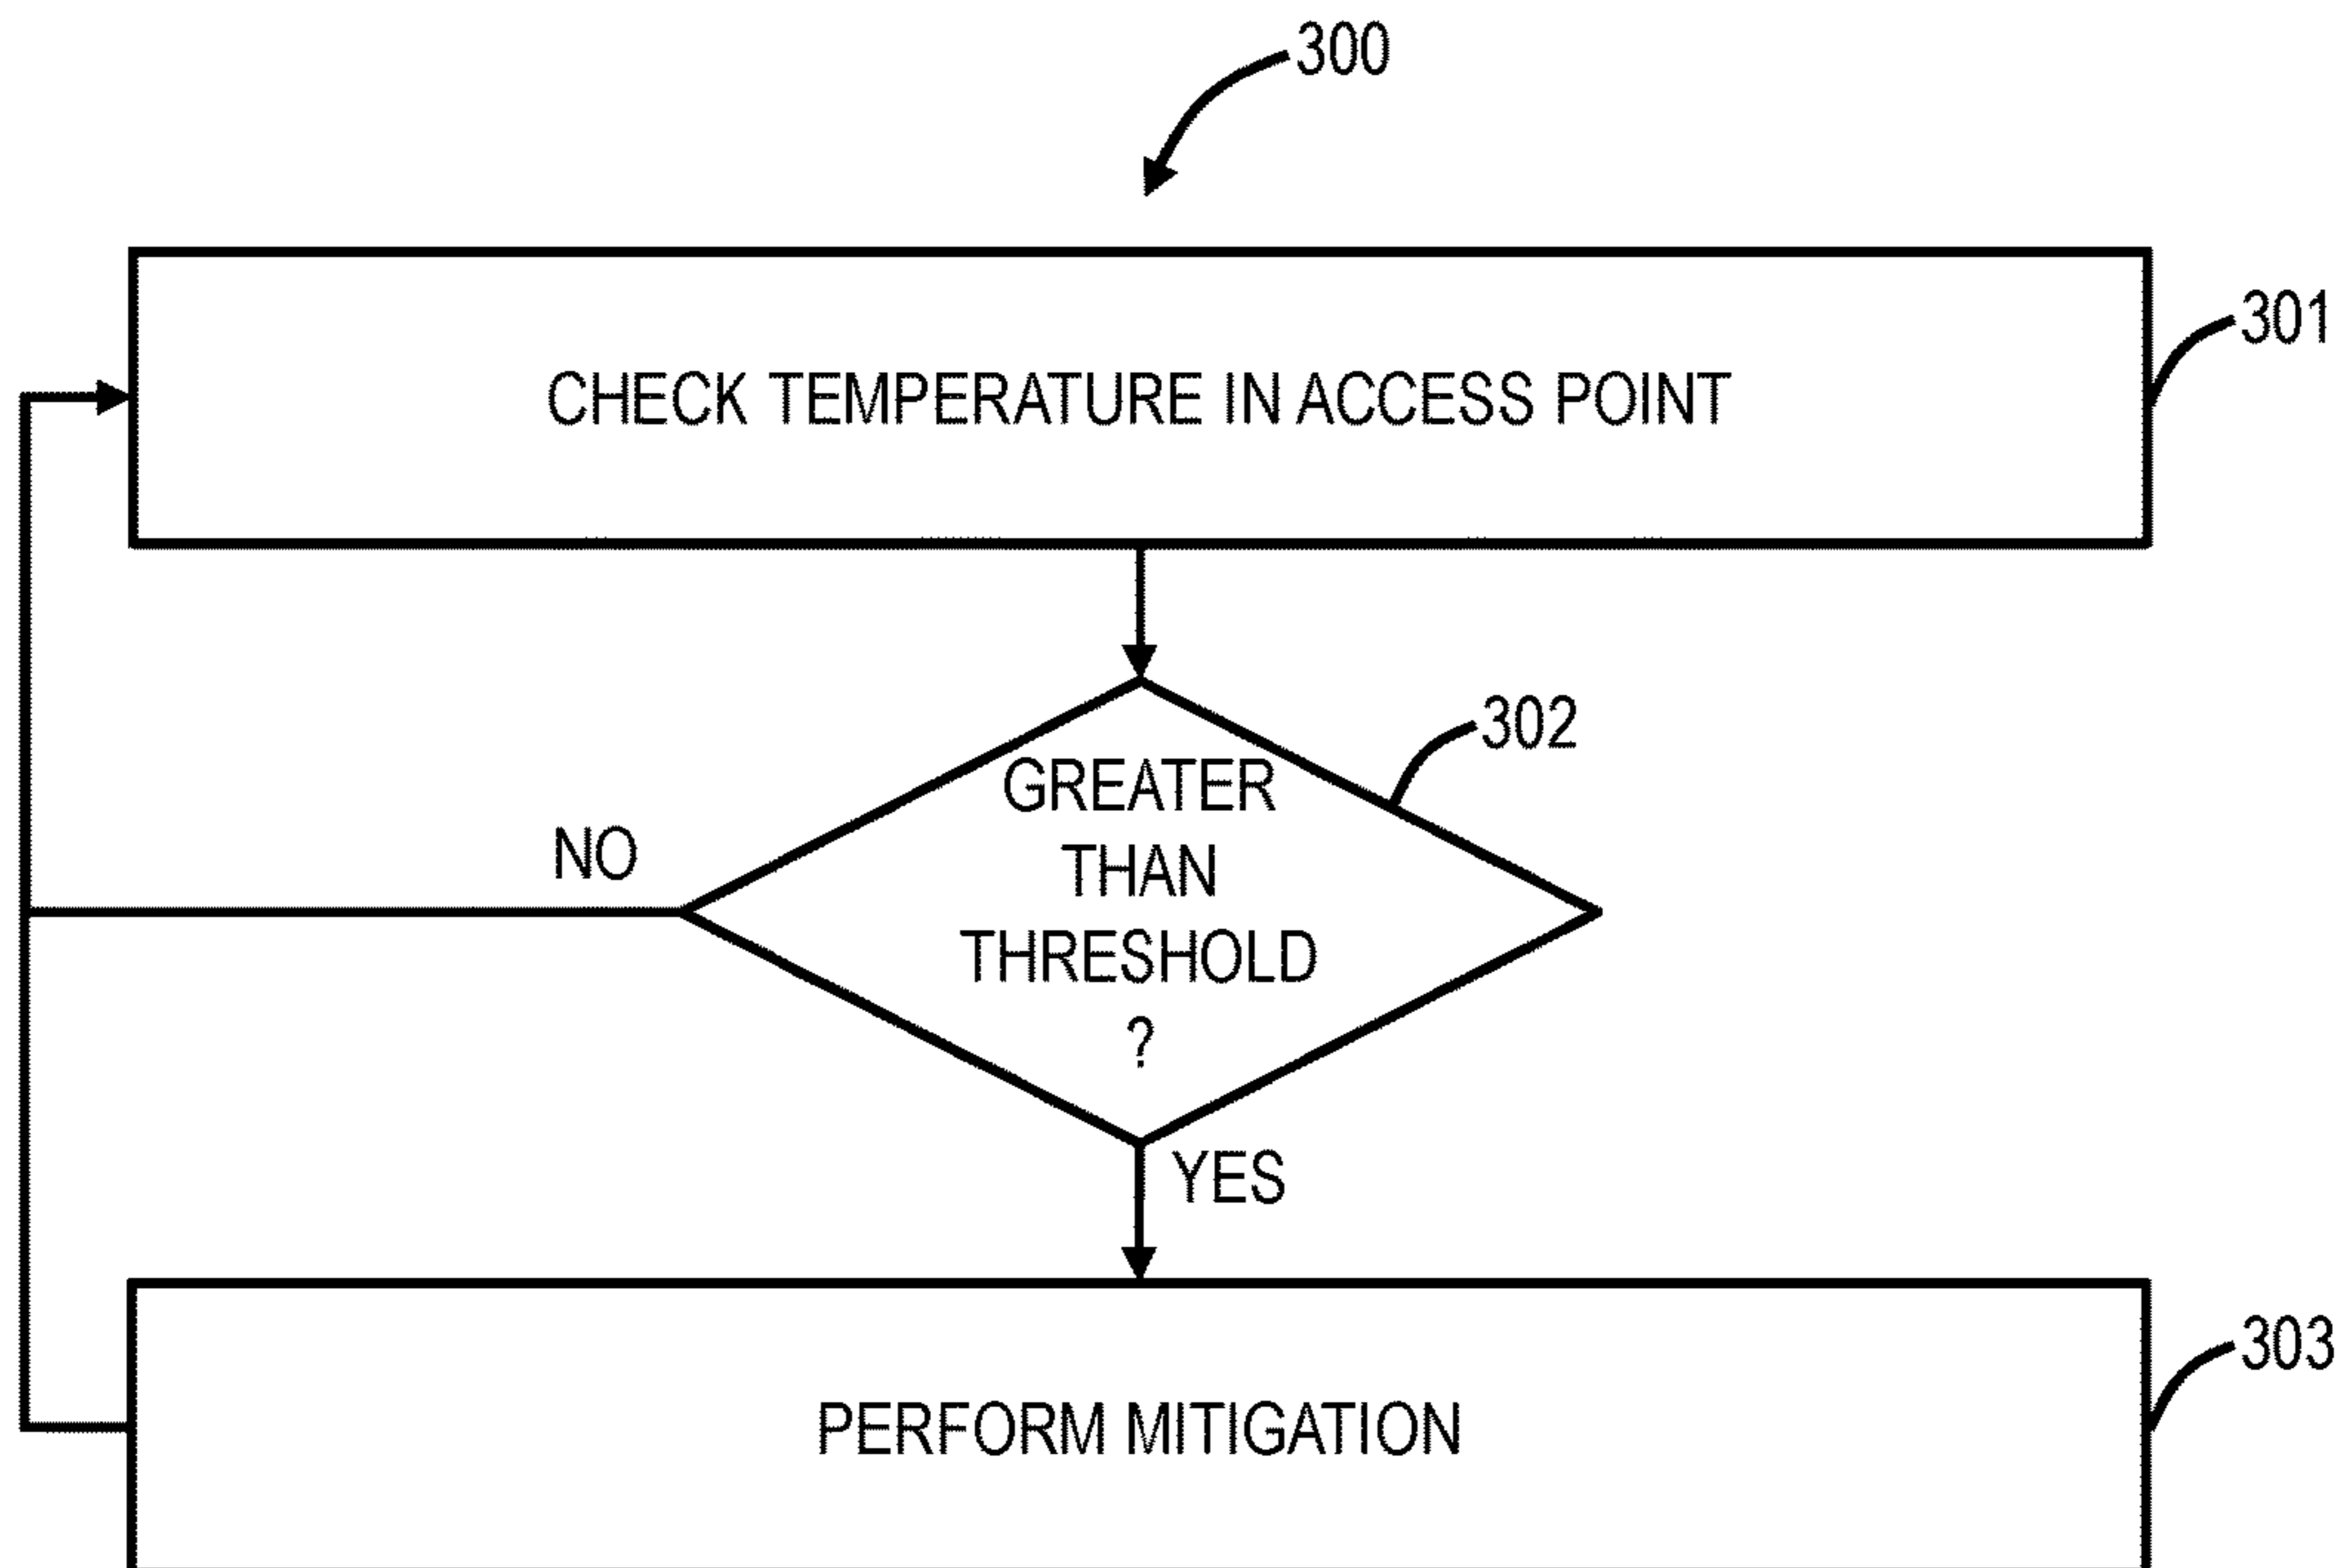 300
CHECK TEMPERATURE IN ACCESS POINT
301
302
GREATER
THAN
THRESHOLD
?
NO
YES
PERFORM MITIGATION
303